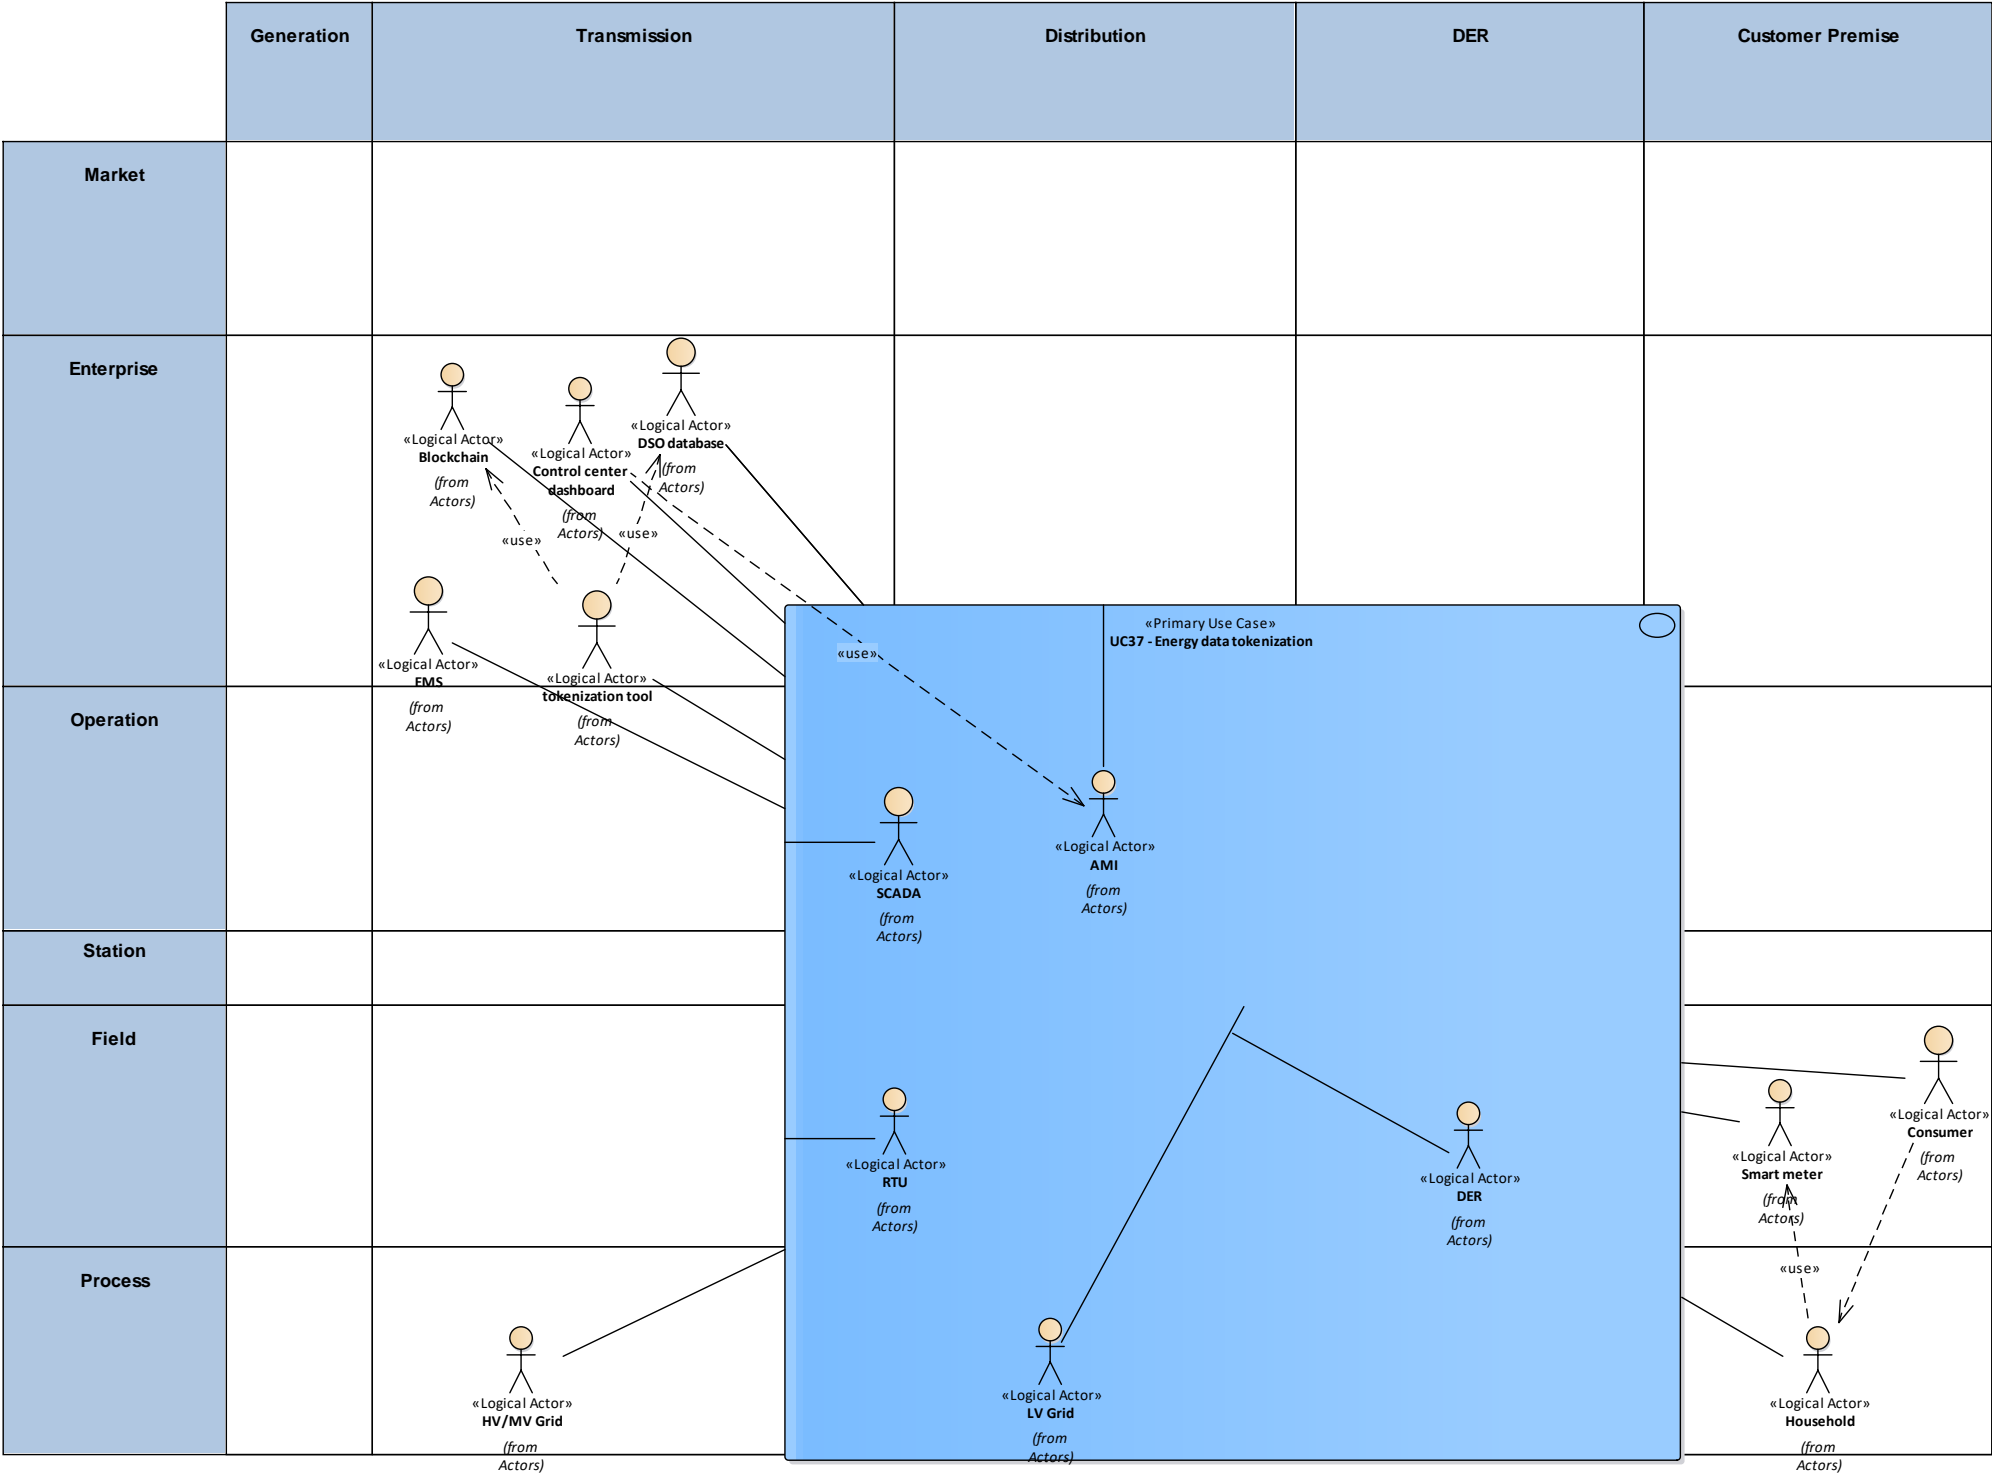 Generation
Transmission
Distribution
DER
Customer Premise
Market
Enterprise
«Logical Actor»
Blockchain
(from
Actors)
«Logical Actor»
Control center
dashboard
(from
Actors)
«Logical Actor»
DSO database
(from
Actors)
«use»
«use»
«Logical Actor»
EMS
(from
Actors)
«Logical Actor»
tokenization tool
(from
Actors)
«use»
«Primary Use Case»
UC37 - Energy data tokenization
Operation
«Logical Actor»
SCADA
(from
Actors)
«Logical Actor»
AMI
(from
Actors)
Station
Field
«Logical Actor»
RTU
(from
Actors)
«Logical Actor»
DER
(from
Actors)
«Logical Actor»
Smart meter
(from
Actors)
«Logical Actor»
Consumer
(from
Actors)
«use»
Process
«Logical Actor»
HV/MV Grid
(from
Actors)
«Logical Actor»
LV Grid
(from
Actors)
«Logical Actor»
Household
(from
Actors)